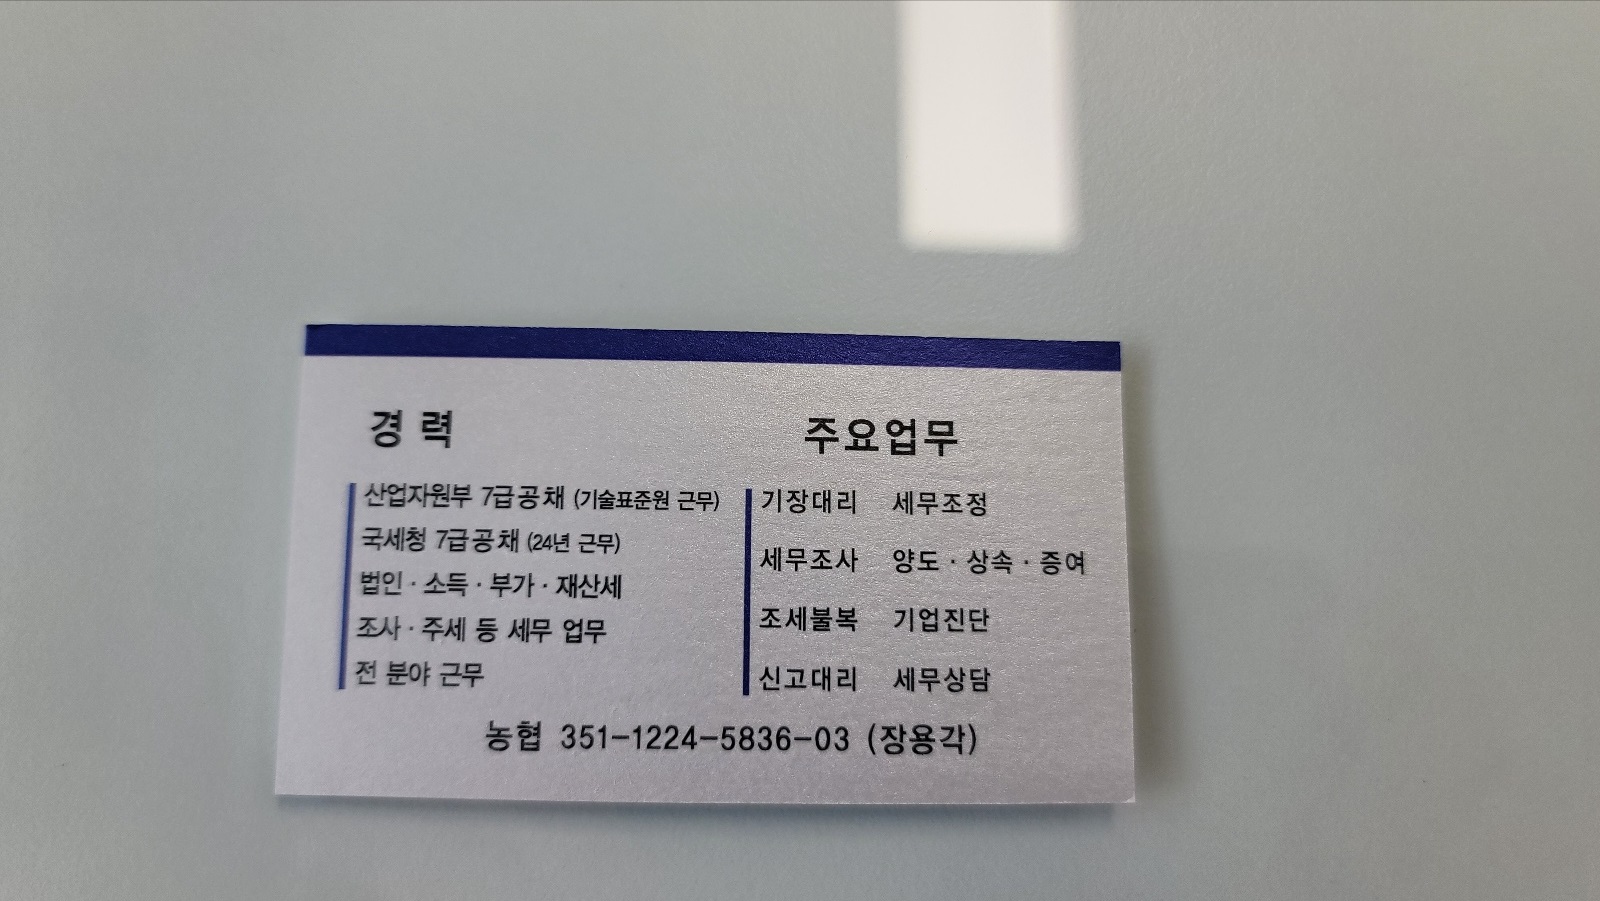 경 력
산업자원부 7급공채 (기술표준원 근무)
국세청 7급공채 (24년 근무)
법인 · 소득 · 부가 · 재산세
조사 · 주세 등 세무 업무
전 분야 근무
주요업무
기장대리 세무조정
세무조사 양도 · 상속 · 증여
조세불복 기업진단
신고대리 세무상담
농협 351-1224-5836-03 (장용각)